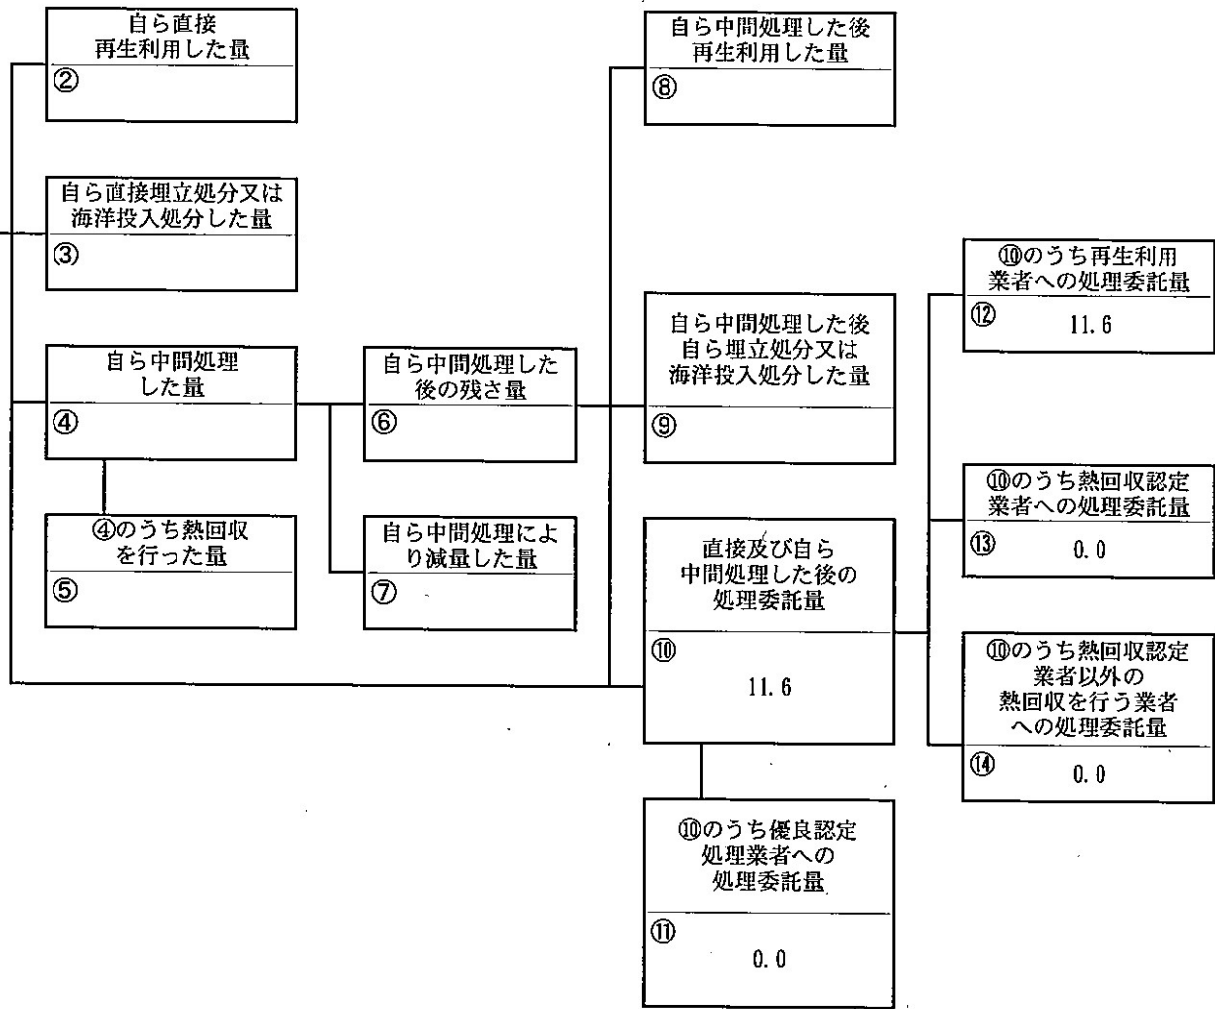 自ら直接
再生利用した量
②
自ら直接埋立処分又は
海洋投入処分した量
③
自ら中間処理
した量
④
④のうち熱回収
を行った量
⑤
自ら中間処理した
後の残さ量
⑥
自ら中間処理によ
り減量した量
⑦
自ら中間処理した後
再生利用した量
⑧
自ら中間処理した後
自ら埋立処分又は
海洋投入処分した量
⑨
直接及び自ら
中間処理した後の
処理委託量
⑩
11.6
⑩のうち優良認定
処理業者への
処理委託量
⑪
0.0
⑩のうち再生利用
業者への処理委託量
⑫
11.6
⑩のうち熱回収認定
業者への処理委託量
⑬
0.0
⑩のうち熱回収認定
業者以外の
熱回収を行う業者
への処理委託量
⑭
0.0